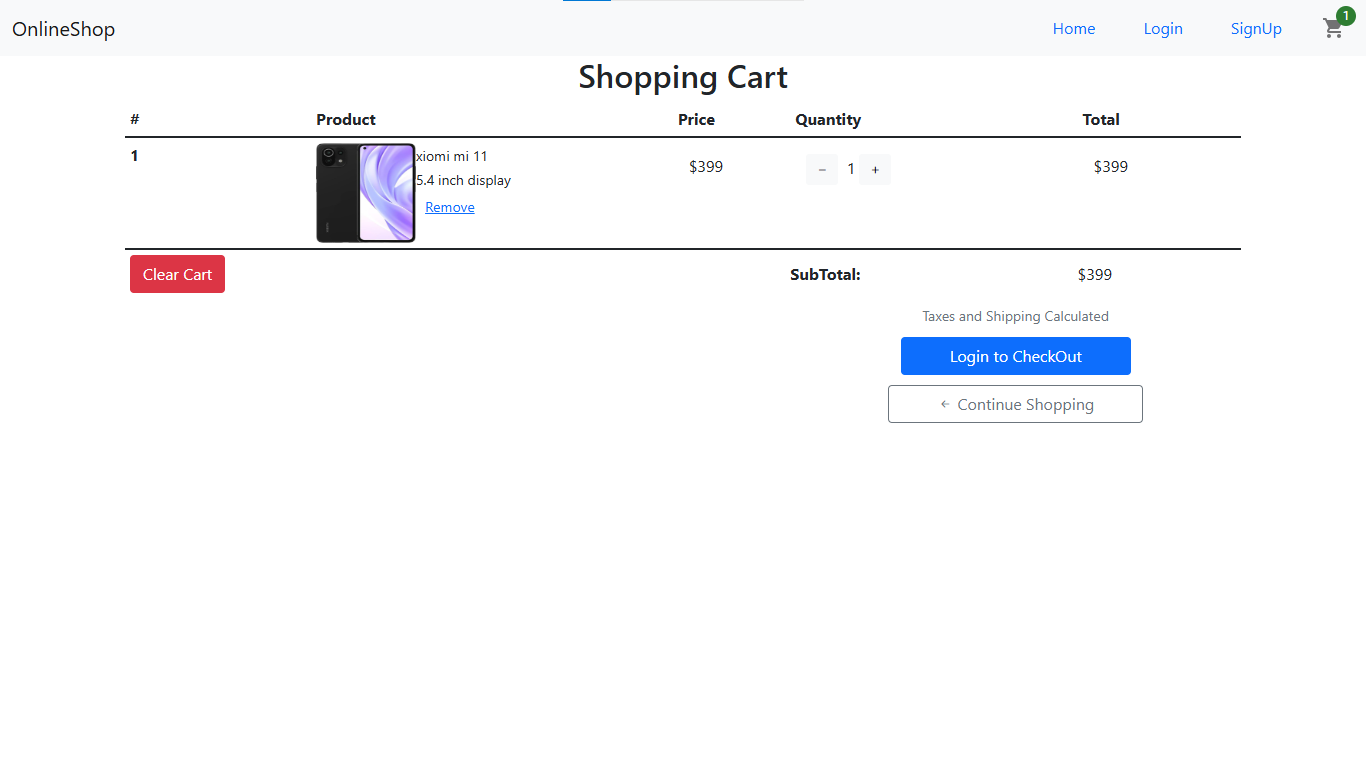 OnlineShop Home Login SignUp 1
Shopping Cart
# Product Price Quantity Total
1 xiomi mi 11 $399 − 1 + $399
5.4 inch display
Remove
Clear Cart SubTotal: $399
Taxes and Shipping Calculated
Login to CheckOut
← Continue Shopping